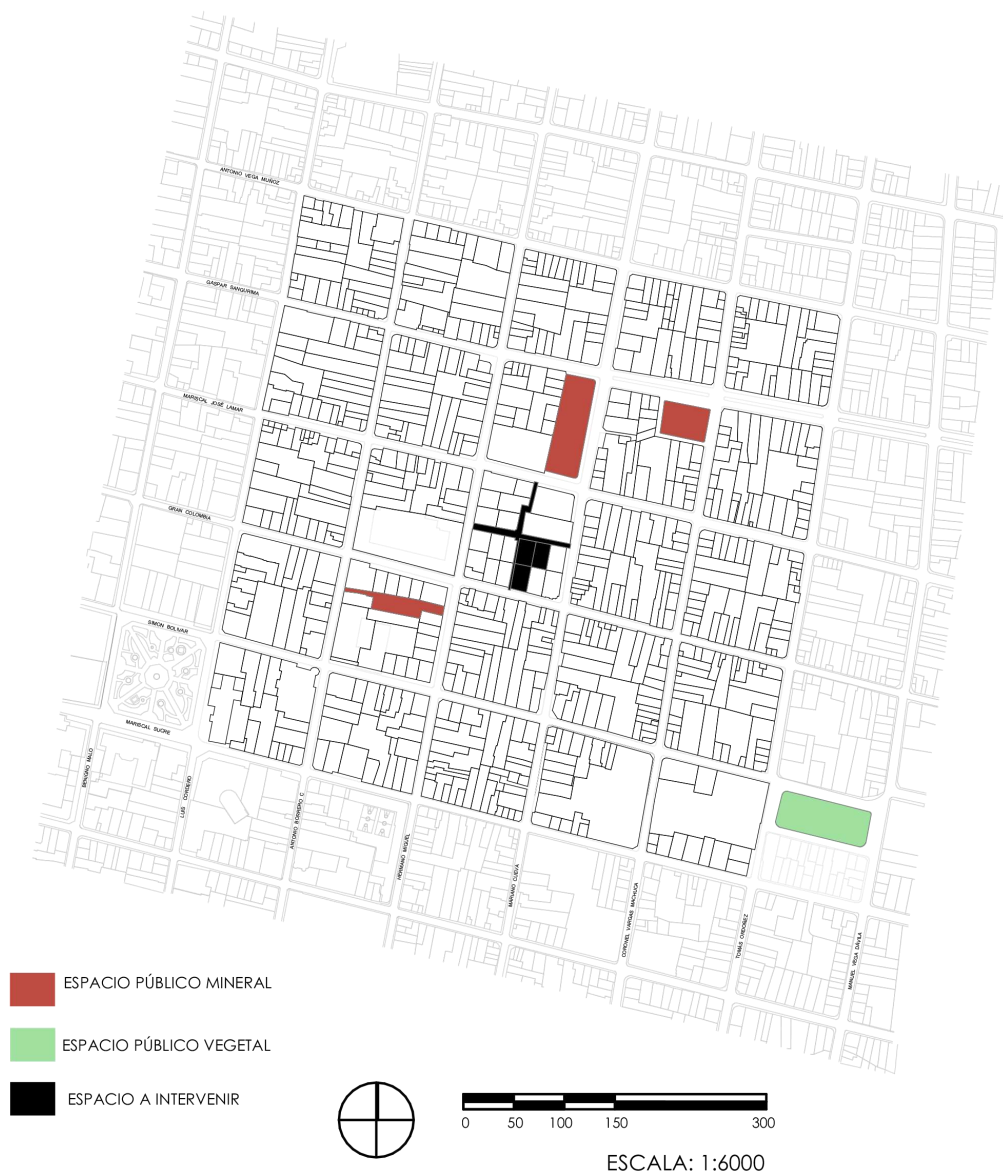 ANTONIO VEGA MUÑOZ
GASPAR SANGURIMA
MARISCAL JOSÉ LAMAR
GRAN COLOMBIA
SIMON BOLIVAR
MARISCAL SUCRE
BENIGNO MALO
LUIS CORDERO
ANTONIO BORRERO C
HERMANO MIGUEL
MARIANO CUEVA
CORONEL VARGAS MACHUCA
TOMAS ORDOÑEZ
MANUEL VEGA DÁVILA
ESPACIO PÚBLICO MINERAL
ESPACIO PÚBLICO VEGETAL
ESPACIO A INTERVENIR
0 50 100 150 300
ESCALA: 1:6000